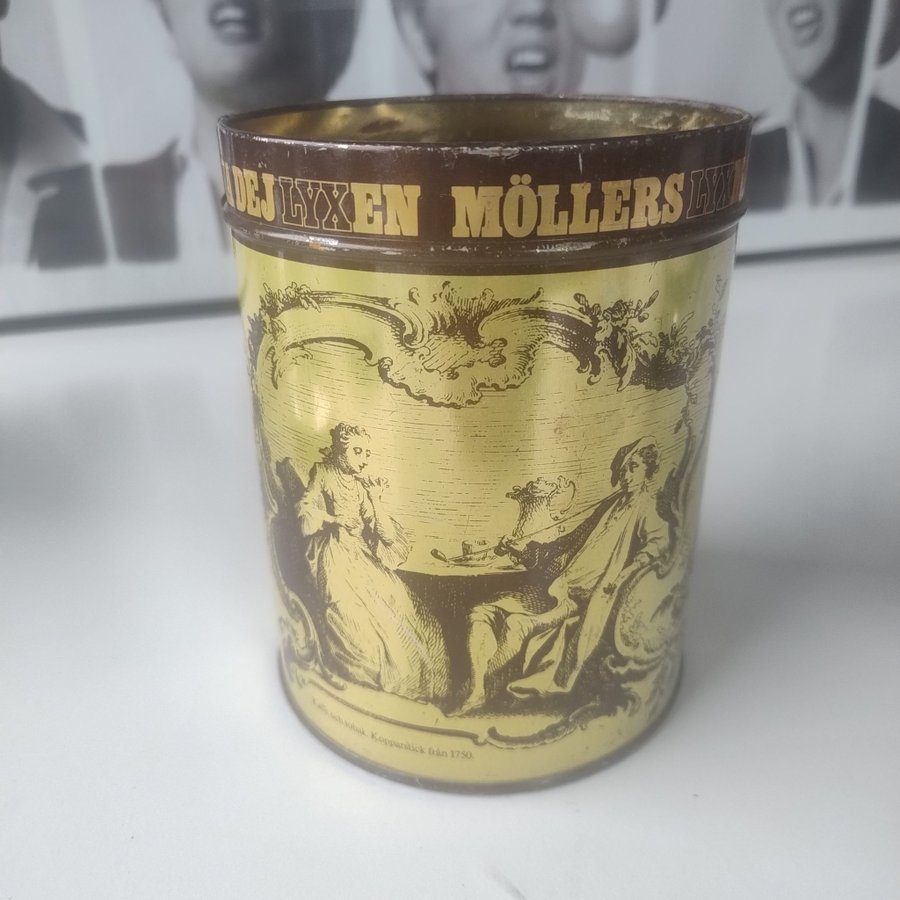 DEJ LYXEN MÖLLERS LYX
Kaffe och tobak. Kopparstick från 1750.